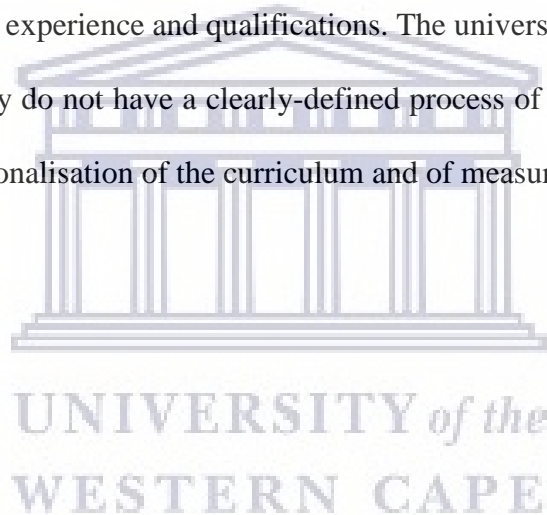 experience and qualifications. The univers
y do not have a clearly-defined process of
onalisation of the curriculum and of measur
UNIVERSITY of the
WESTERN CAPE